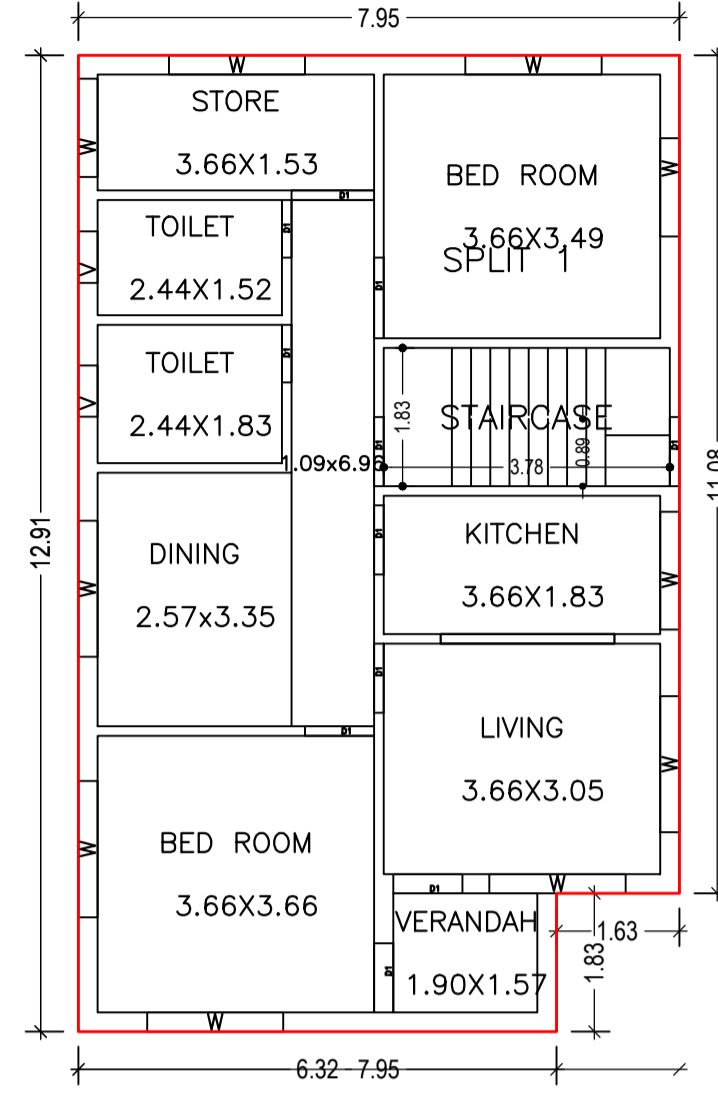 7.95
W
W
STORE
3.66X1.53
W
BED ROOM
3.66X3.49
SPLIT 1
W
D1
TOILET
2.44X1.52
D1
V
D1
TOILET
2.44X1.83
D1
V
1.83
STAIRCASE
0.89
3.78
D1
D1
1.09x6.96
12.91
11.08
DINING
2.57x3.35
W
D1
KITCHEN
3.66X1.83
W
D1
LIVING
3.66X3.05
W
D1
BED ROOM
3.66X3.66
W
D1
W
VERANDAH
1.90X1.57
D1
1.63
1.83
W
6.32
7.95